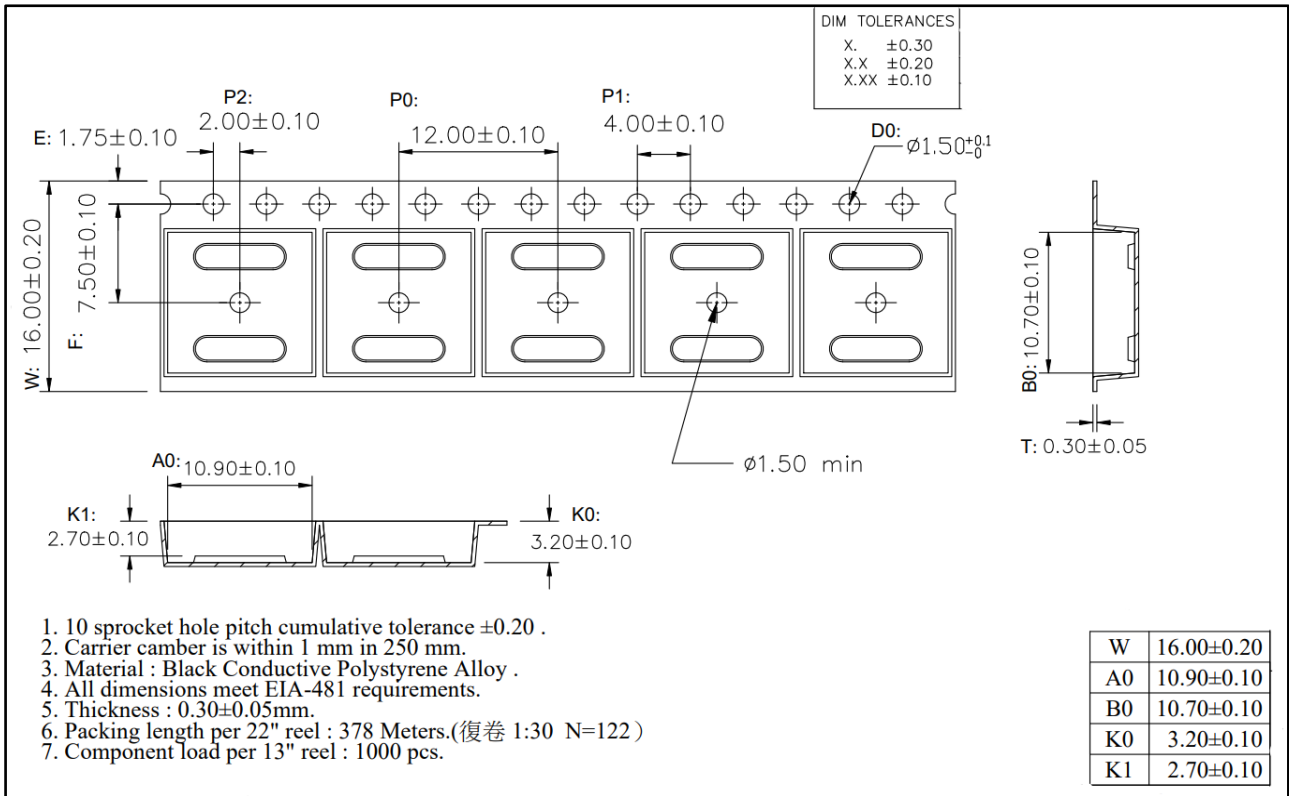 DIM TOLERANCES
X. ±0.30
X.X ±0.20
X.XX ±0.10
P2:
2.00±0.10
P0:
12.00±0.10
P1:
4.00±0.10
D0:
Ø1.50+0.1-0
E: 1.75±0.10
W: 16.00±0.20
F: 7.50±0.10
B0: 10.70±0.10
T: 0.30±0.05
Ø1.50 min
A0: 10.90±0.10
K1:
2.70±0.10
K0:
3.20±0.10
1. 10 sprocket hole pitch cumulative tolerance ±0.20 .
2. Carrier camber is within 1 mm in 250 mm.
3. Material : Black Conductive Polystyrene Alloy .
4. All dimensions meet EIA-481 requirements.
5. Thickness : 0.30±0.05mm.
6. Packing length per 22" reel : 378 Meters.(復卷 1:30 N=122）
7. Component load per 13" reel : 1000 pcs.
W 16.00±0.20
A0 10.90±0.10
B0 10.70±0.10
K0 3.20±0.10
K1 2.70±0.10